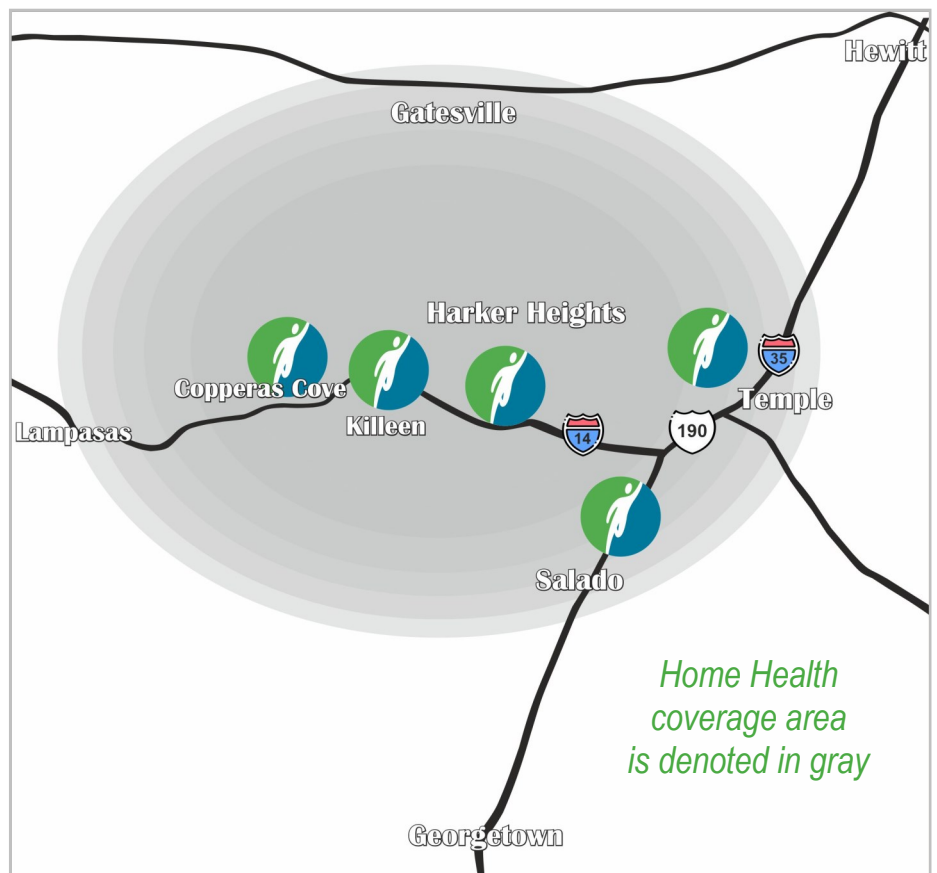 Hewitt
Gatesville
Harker Heights
35
Copperas Cove
Temple
Killeen
Lampasas
14
190
Salado
Home Health
coverage area
is denoted in gray
Georgetown